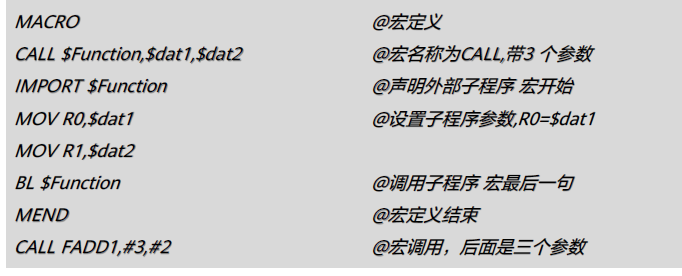 MACRO @宏定义
CALL $Function,$dat1,$dat2 @宏名称为CALL,带3 个参数
IMPORT $Function @声明外部子程序 宏开始
MOV R0,$dat1 @设置子程序参数,R0=$dat1
MOV R1,$dat2
BL $Function @调用子程序 宏最后一句
MEND @宏定义结束
CALL FADD1,#3,#2 @宏调用，后面是三个参数